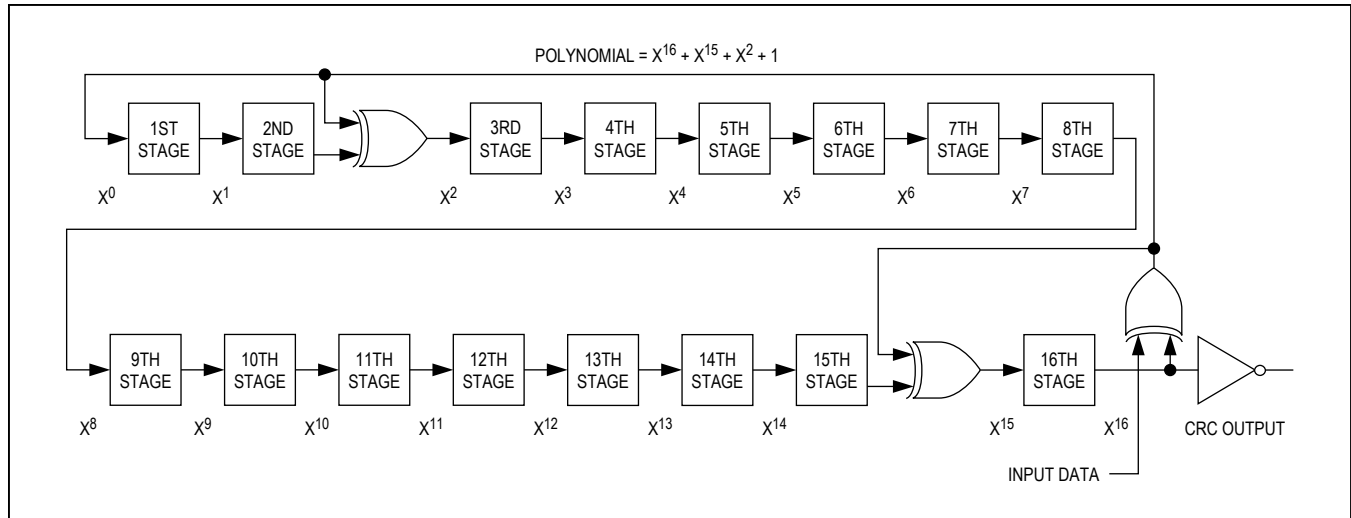 POLYNOMIAL = X¹⁶ + X¹⁵ + X² + 1
1ST
STAGE
2ND
STAGE
3RD
STAGE
4TH
STAGE
5TH
STAGE
6TH
STAGE
7TH
STAGE
8TH
STAGE
X⁰
X¹
X²
X³
X⁴
X⁵
X⁶
X⁷
9TH
STAGE
10TH
STAGE
11TH
STAGE
12TH
STAGE
13TH
STAGE
14TH
STAGE
15TH
STAGE
16TH
STAGE
X⁸
X⁹
X¹⁰
X¹¹
X¹²
X¹³
X¹⁴
X¹⁵
X¹⁶
CRC OUTPUT
INPUT DATA